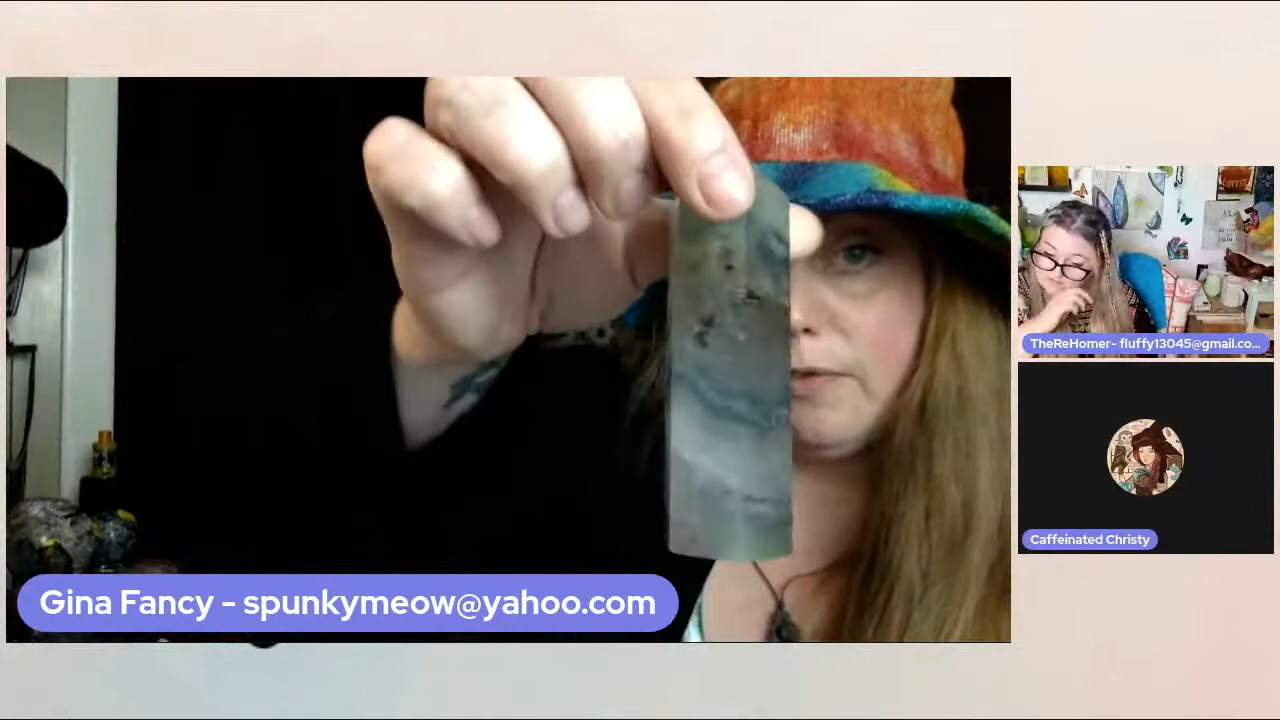 Gina Fancy - spunkymeow@yahoo.com
TheReHomer- fluffy13045@gmail.co...
Caffeinated Christy